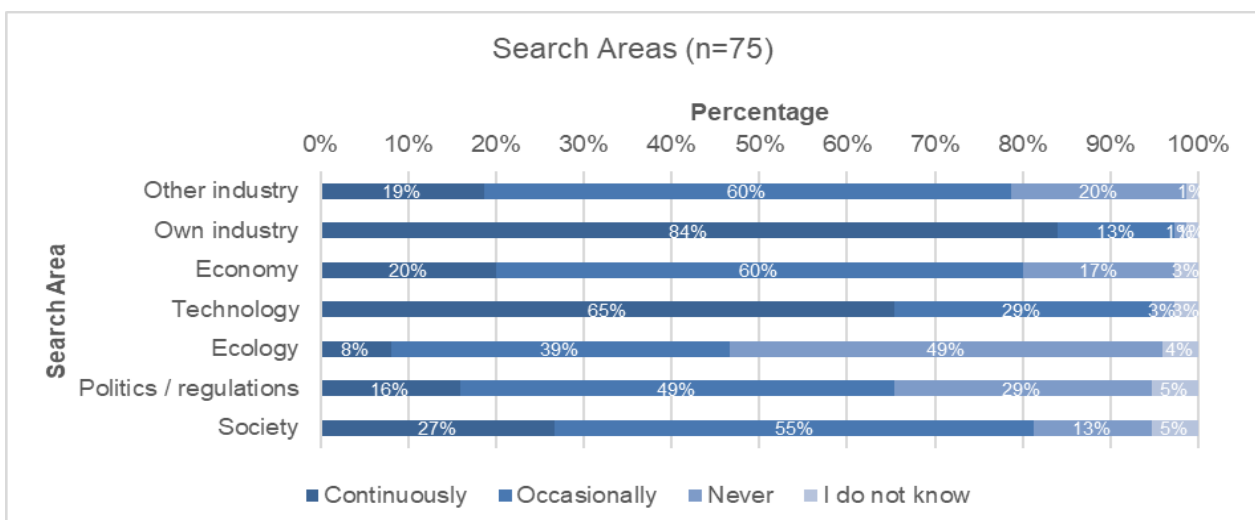 Search Areas (n=75)
Percentage
0% 10% 20% 30% 40% 50% 60% 70% 80% 90% 100%
Search Area
Other industry 19% 60% 20% 1%
Own industry 84% 13% 1% 1%
Economy 20% 60% 17% 3%
Technology 65% 29% 3% 3%
Ecology 8% 39% 49% 4%
Politics / regulations 16% 49% 29% 5%
Society 27% 55% 13% 5%
Continuously Occasionally Never I do not know